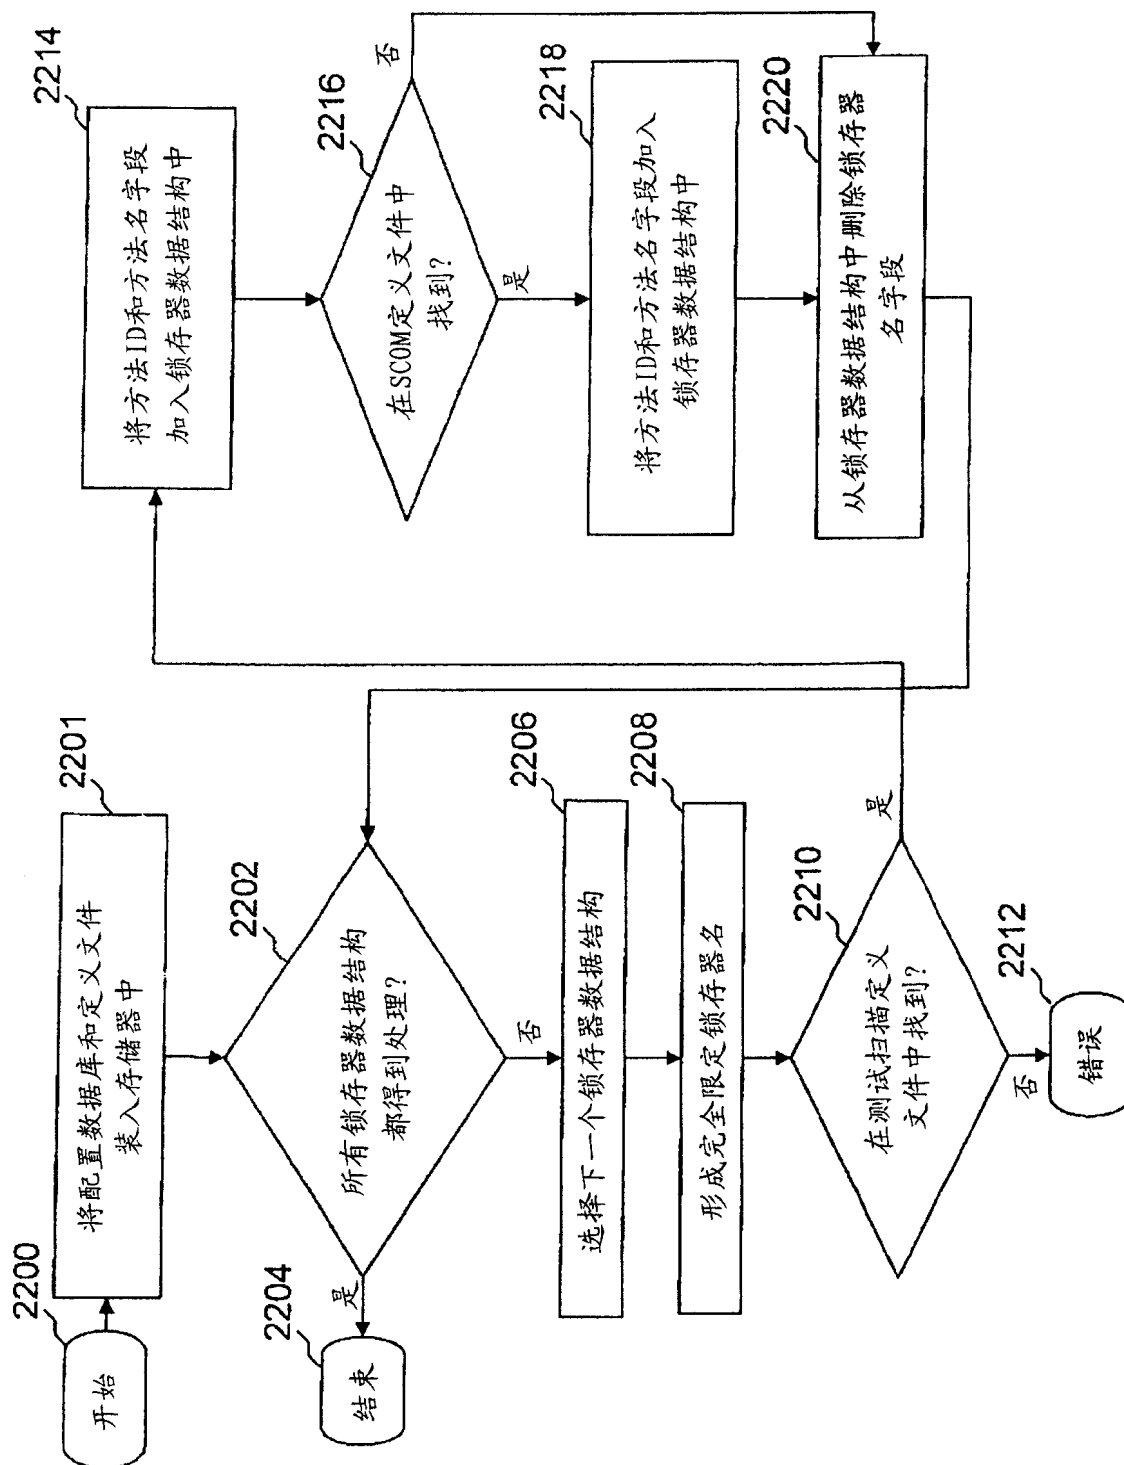 2200
开始
2201
将配置数据库和定义文件
装入存储器中
2202
所有锁存器数据结构
都得到处理?
是
2204
结束
否
2206
选择下一个锁存器数据结构
2208
形成完全限定锁存器名
2210
在测试扫描定义
文件中找到?
是
否
2212
错误
2214
将方法ID和方法名字段
加入锁存器数据结构中
2216
在SCOM定义文件中
找到?
否
是
2218
将方法ID和方法名字段加入
锁存器数据结构中
2220
从锁存器数据结构中删除锁存器
名字段